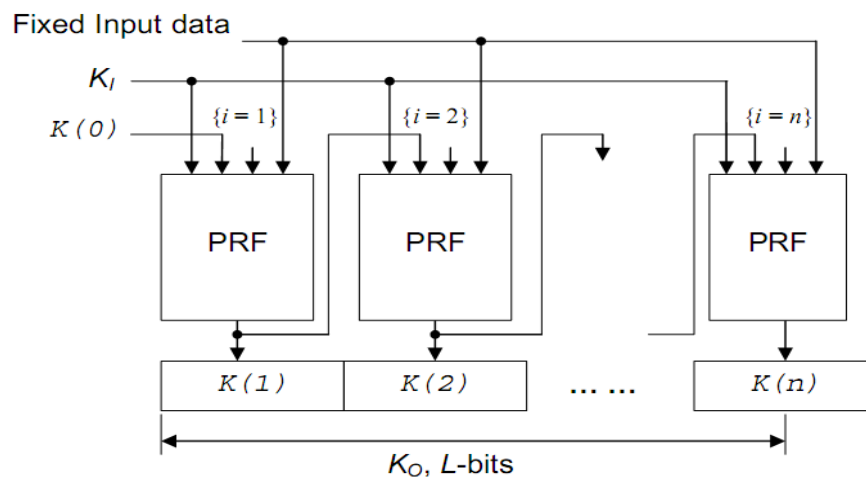 Fixed Input data
K_I
K(0)
{i = 1} {i = 2} {i = n}
PRF PRF PRF
K(1) K(2) ... ... K(n)
K_O, L-bits